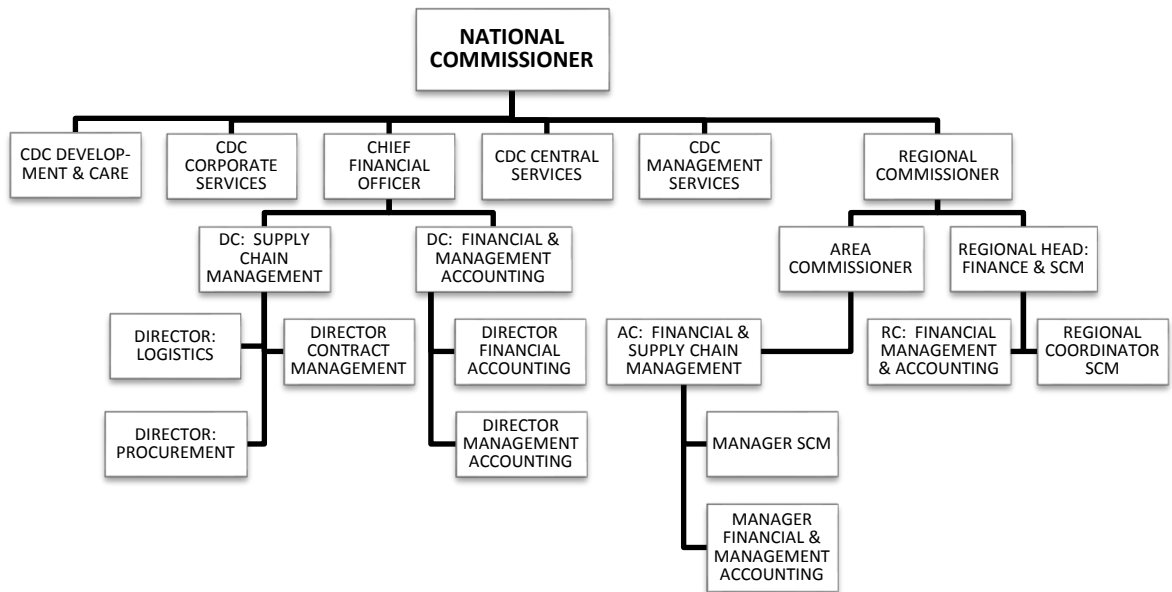 NATIONAL
COMMISSIONER
CDC DEVELOP-
MENT & CARE
CDC
CORPORATE
SERVICES
CHIEF
FINANCIAL
OFFICER
CDC CENTRAL
SERVICES
CDC
MANAGEMENT
SERVICES
REGIONAL
COMMISSIONER
DC:  SUPPLY
CHAIN
MANAGEMENT
DC:  FINANCIAL &
MANAGEMENT
ACCOUNTING
AREA
COMMISSIONER
REGIONAL HEAD:
FINANCE & SCM
DIRECTOR:
LOGISTICS
DIRECTOR
CONTRACT
MANAGEMENT
DIRECTOR
FINANCIAL
ACCOUNTING
AC:  FINANCIAL &
SUPPLY CHAIN
MANAGEMENT
RC:  FINANCIAL
MANAGEMENT
& ACCOUNTING
REGIONAL
COORDINATOR
SCM
DIRECTOR:
PROCUREMENT
DIRECTOR
MANAGEMENT
ACCOUNTING
MANAGER SCM
MANAGER
FINANCIAL &
MANAGEMENT
ACCOUNTING